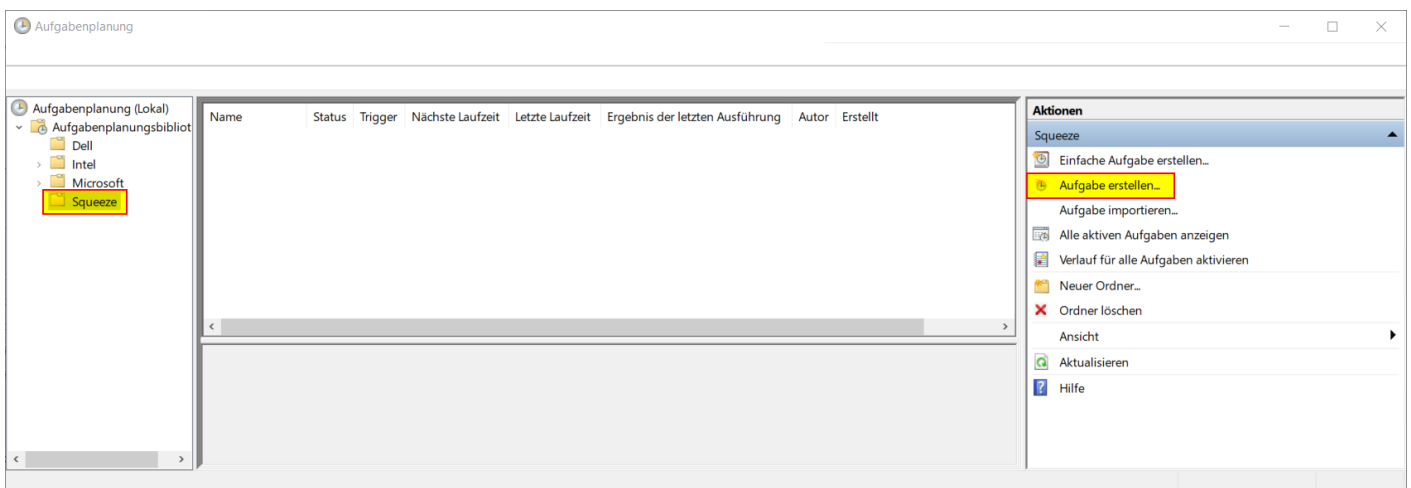 Aufgabenplanung
Aufgabenplanung (Lokal)
Aufgabenplanungsbibliot
Dell
Intel
Microsoft
Squeeze
Name Status Trigger Nächste Laufzeit Letzte Laufzeit Ergebnis der letzten Ausführung Autor Erstellt
Aktionen
Squeeze
Einfache Aufgabe erstellen...
Aufgabe erstellen...
Aufgabe importieren...
Alle aktiven Aufgaben anzeigen
Verlauf für alle Aufgaben aktivieren
Neuer Ordner...
Ordner löschen
Ansicht
Aktualisieren
Hilfe